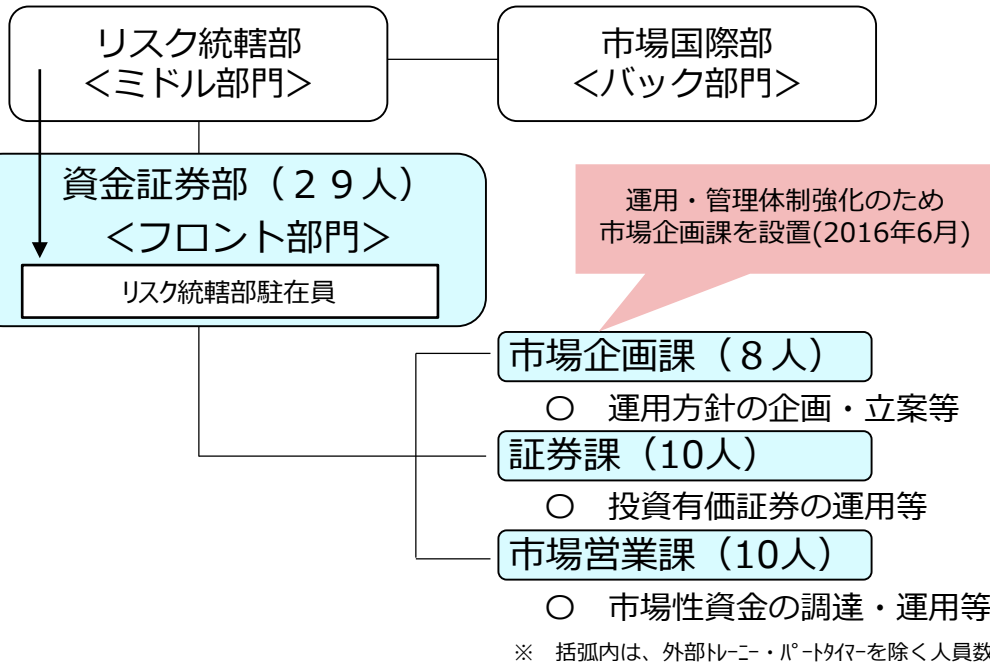 リスク統轄部
＜ミドル部門＞
市場国際部
＜バック部門＞
資金証券部（２９人）
＜フロント部門＞
リスク統轄部駐在員
運用・管理体制強化のため
市場企画課を設置(2016年6月)
市場企画課（８人）
○　運用方針の企画・立案等
証券課（10人）
○　投資有価証券の運用等
市場営業課（10人）
○　市場性資金の調達・運用等
※　括弧内は、外部ﾄﾚｰﾆｰ・ﾊﾟｰﾄﾀｲﾏｰを除く人員数